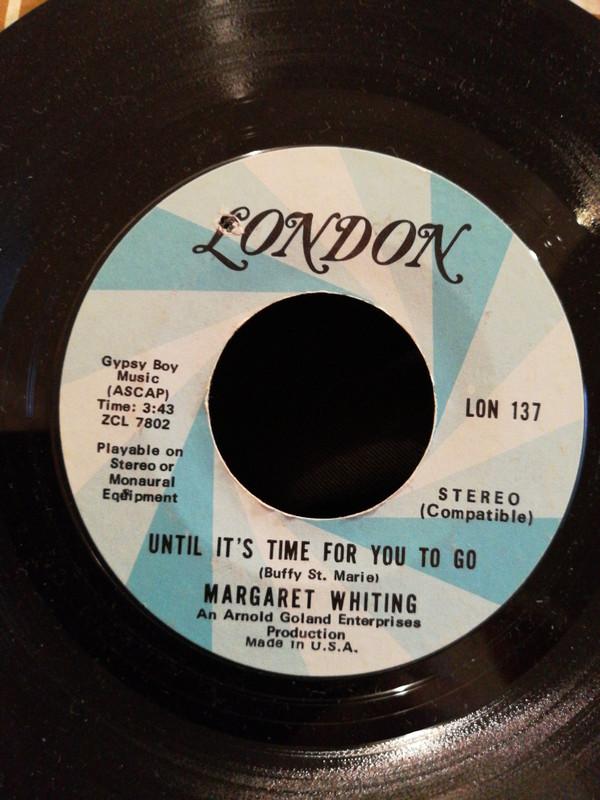 LONDON
Gypsy Boy
Music
(ASCAP)
Time: 3:43
ZCL 7802
Playable on
Stereo or
Monaural
Equipment
LON 137
STEREO
(Compatible)
UNTIL IT'S TIME FOR YOU TO GO
(Buffy St. Marie)
MARGARET WHITING
An Arnold Goland Enterprises
Production
Made in U.S.A.